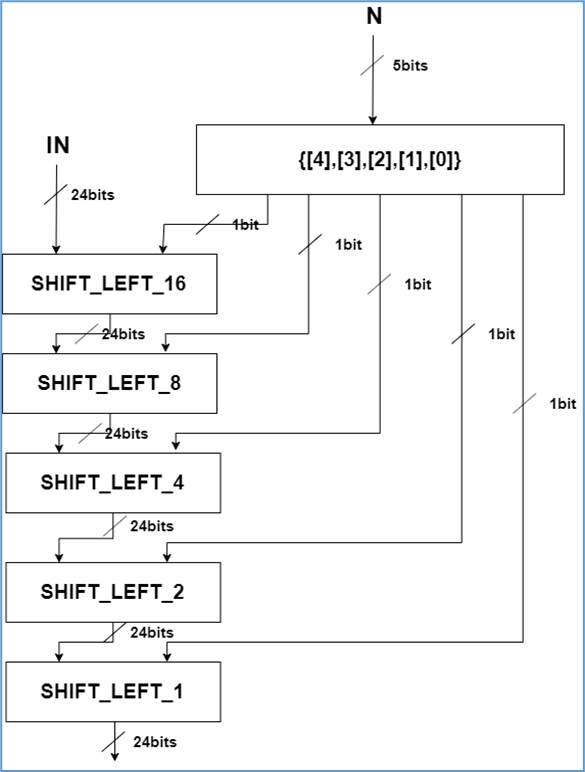 N
5bits
{[4],[3],[2],[1],[0]}
IN
24bits
1bit
1bit
SHIFT_LEFT_16
1bit
24bits
1bit
SHIFT_LEFT_8
1bit
24bits
SHIFT_LEFT_4
24bits
SHIFT_LEFT_2
24bits
SHIFT_LEFT_1
24bits